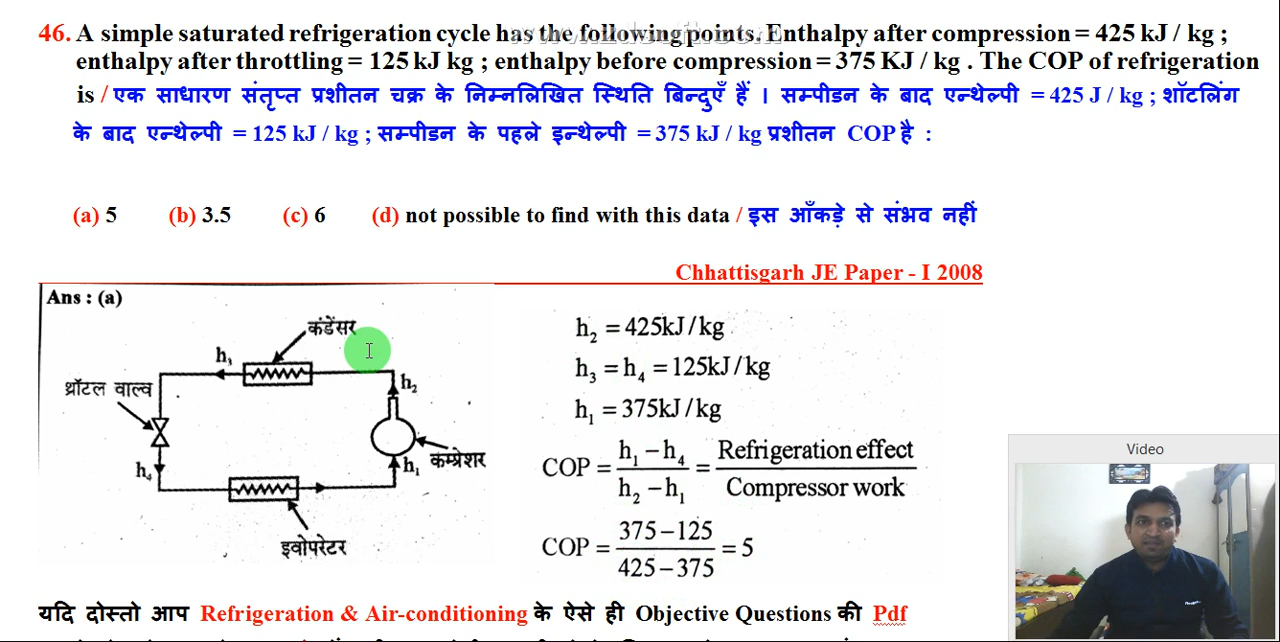 46. A simple saturated refrigeration cycle has the following points. Enthalpy after compression = 425 kJ / kg ;
enthalpy after throttling = 125 kJ kg ; enthalpy before compression = 375 KJ / kg . The COP of refrigeration
is / एक साधारण संतृप्त प्रशीतन चक्र के निम्नलिखित स्थिति बिन्दुएँ हैं । सम्पीडन के बाद एन्थेल्पी = 425 J / kg ; शॉटलिंग
के बाद एन्थेल्पी = 125 kJ / kg ; सम्पीडन के पहले इन्थेल्पी = 375 kJ / kg प्रशीतन COP है :
(a) 5 (b) 3.5 (c) 6 (d) not possible to find with this data / इस आँकड़े से संभव नहीं
Chhattisgarh JE Paper - I 2008
Ans : (a)
कंडेंसर
h₃
h₂
थ्रॉटल वाल्व
h₄
h₁ कम्प्रेशर
इवोपरेटर
h₂ = 425kJ/kg
h₃ = h₄ = 125kJ/kg
h₁ = 375kJ/kg
COP = (h₁ − h₄)/(h₂ − h₁) = Refrigeration effect/Compressor work
COP = (375 − 125)/(425 − 375) = 5
Video
यदि दोस्तो आप Refrigeration & Air-conditioning के ऐसे ही Objective Questions की Pdf